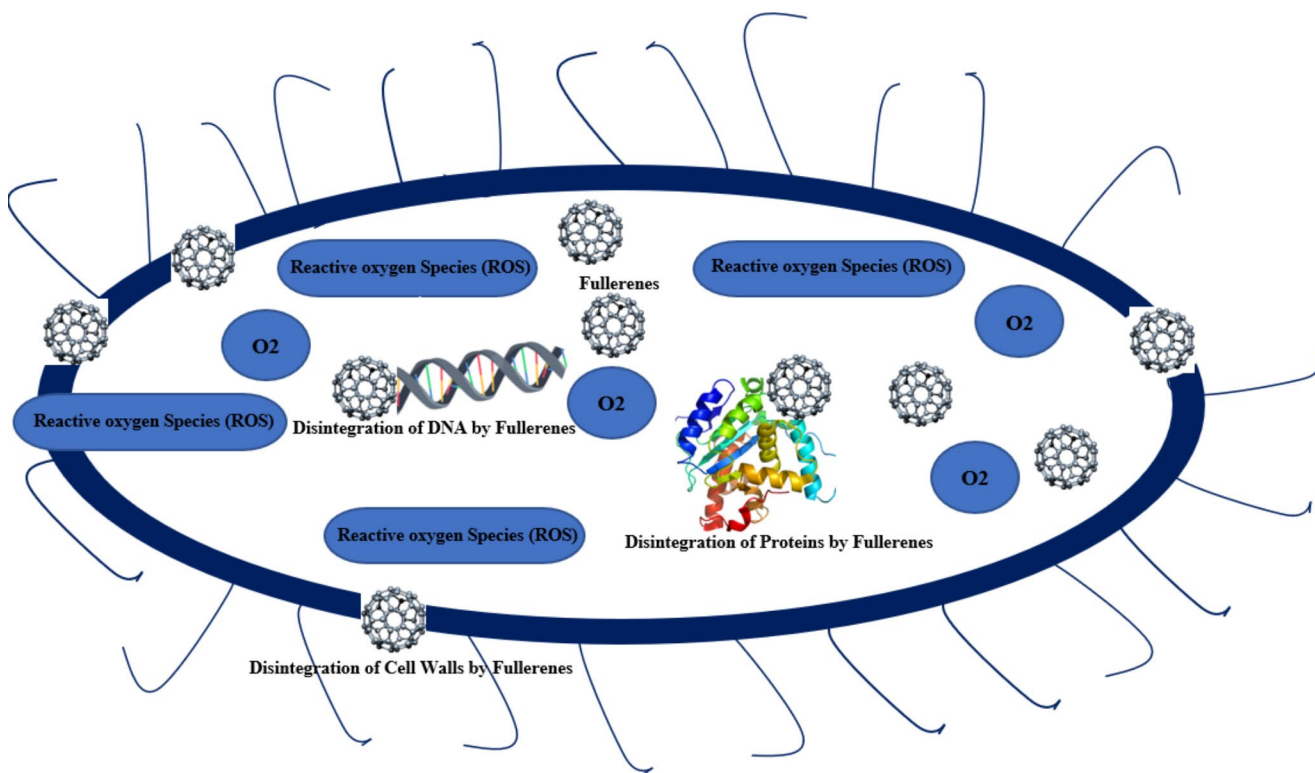 Reactive oxygen Species (ROS)
Reactive oxygen Species (ROS)
Fullerenes
O2
O2
O2
Reactive oxygen Species (ROS)
Disintegration of DNA by Fullerenes
O2
Reactive oxygen Species (ROS)
Disintegration of Proteins by Fullerenes
Disintegration of Cell Walls by Fullerenes